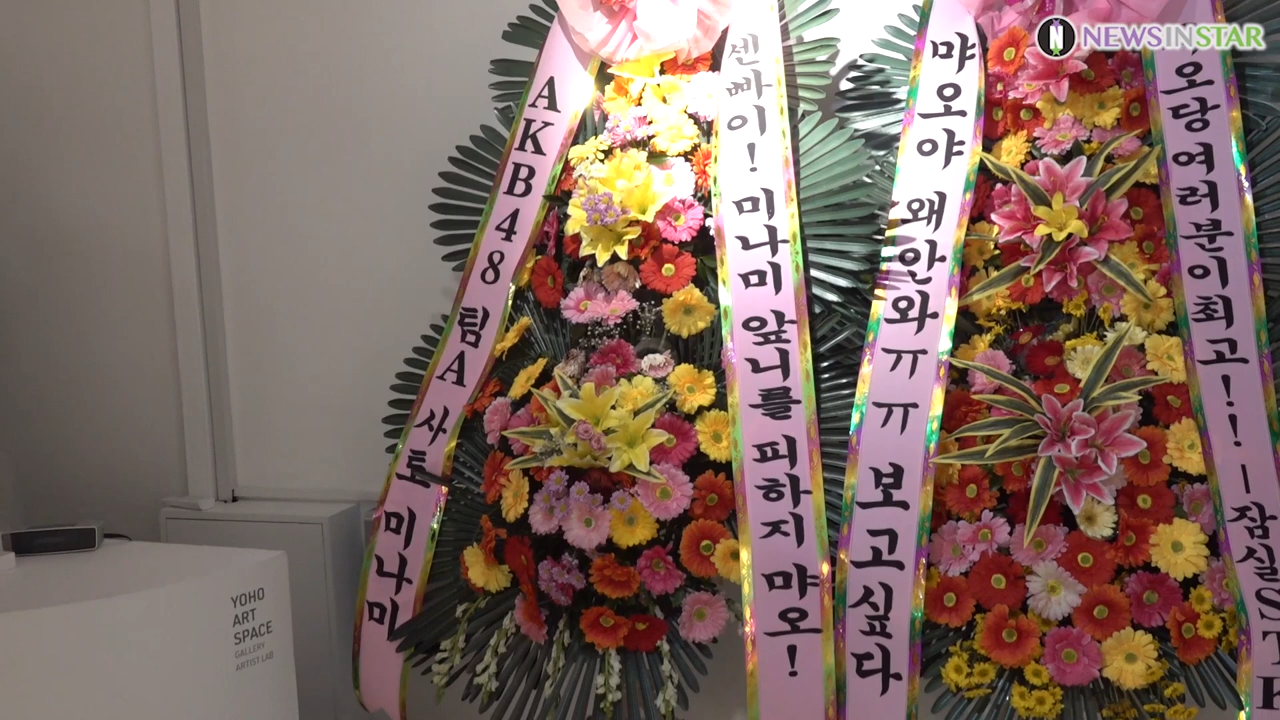 NEWSINSTAR
AKB48 팀A 사토 미나미
센빠이! 미나미 앞니를 피하지 먀오!
먀오야 왜안와ㅠㅠ 보고싶다
오당여러분이최고!! -잠실ST
YOHO
ART
SPACE
GALLERY
ARTIST LAB